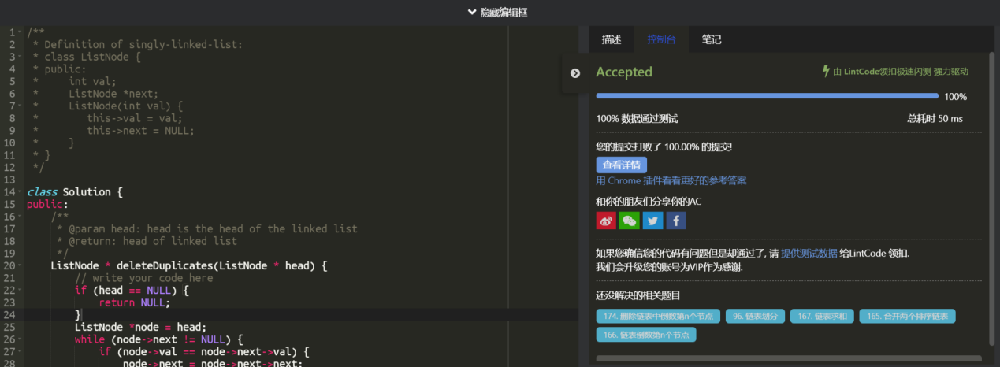 隐藏编辑框
1 /**
2 * Definition of singly-linked-list:
3 * class ListNode {
4 * public:
5 *     int val;
6 *     ListNode *next;
7 *     ListNode(int val) {
8 *        this->val = val;
9 *        this->next = NULL;
10 *     }
11 * }
12 */
13
14 class Solution {
15 public:
16     /**
17      * @param head: head is the head of the linked list
18      * @return: head of linked list
19      */
20     ListNode * deleteDuplicates(ListNode * head) {
21         // write your code here
22         if (head == NULL) {
23             return NULL;
24         }
25         ListNode *node = head;
26         while (node->next != NULL) {
27             if (node->val == node->next->val) {
28                 node->next = node->next->next;
描述 控制台 笔记
Accepted 由 LintCode领扣极速闪测 强力驱动
100%
100% 数据通过测试 总耗时 50 ms
您的提交打败了 100.00% 的提交!
查看详情
用 Chrome 插件看看更好的参考答案
和你的朋友们分享你的AC
如果您确信您的代码有问题但是却通过了, 请 提供测试数据 给LintCode 领扣.
我们会升级您的账号为VIP作为感谢.
还没解决的相关题目
174. 删除链表中倒数第n个节点 96. 链表划分 167. 链表求和 165. 合并两个排序链表
166. 链表倒数第n个节点